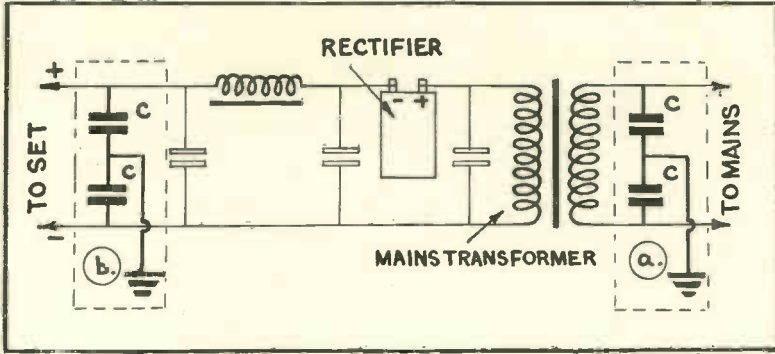 RECTIFIER
+
C
C
TO SET
-
b.
- +
MAINS TRANSFORMER
C
C
TO MAINS
a.